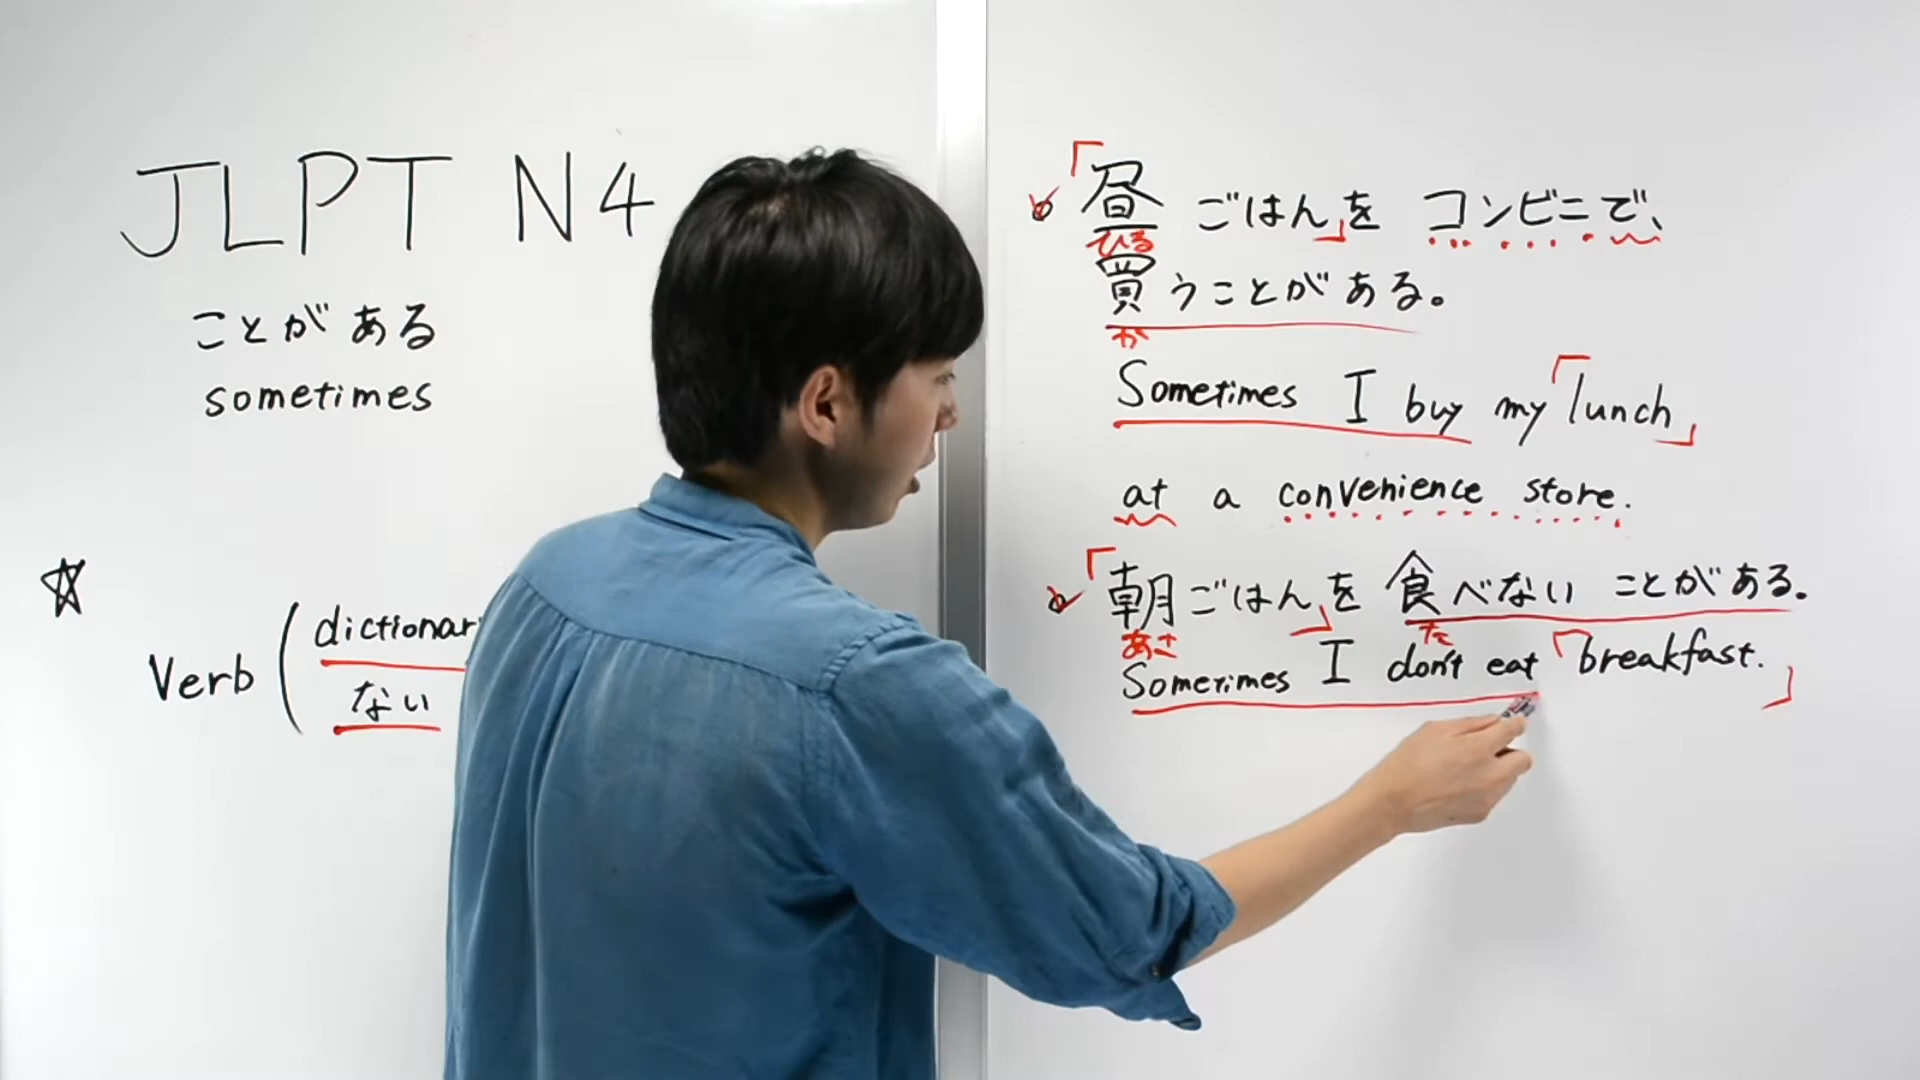 JLPT N4
ことがある
sometimes
Verb (dictionar
ない
「昼ごはん」をコンビニで、
ひる
買うことがある。
か
Sometimes I buy my「lunch」
at a convenience store.
「朝ごはん」を食べないことがある。
あさ
た
Sometimes I don't eat「breakfast.」